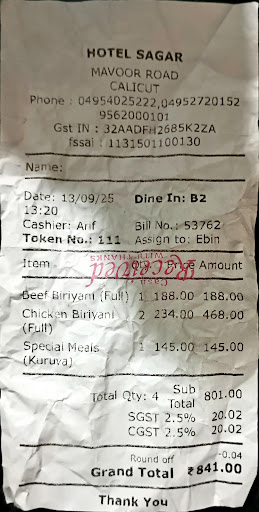 HOTEL SAGAR
MAVOOR ROAD
CALICUT
Phone : 04954025222,04952720152
9562000101
Gst IN : 32AADFH2685K2ZA
fssai : 1131501100130
Name:
Date: 13/09/25 Dine In: B2
13:20
Cashier: Arif Bill No.: 53762
Token No.: 111 Assign to: Ebin
Item Qty. Price Amount
Cash
Received
WITH THANKS
Beef Biriyani (Full) 1 188.00 188.00
Chicken Biriyani 2 234.00 468.00
(Full)
Special Meals 1 145.00 145.00
(Kuruva)
Total Qty: 4 Sub 801.00
Total
SGST 2.5% 20.02
CGST 2.5% 20.02
Round off -0.04
Grand Total ₹841.00
Thank You